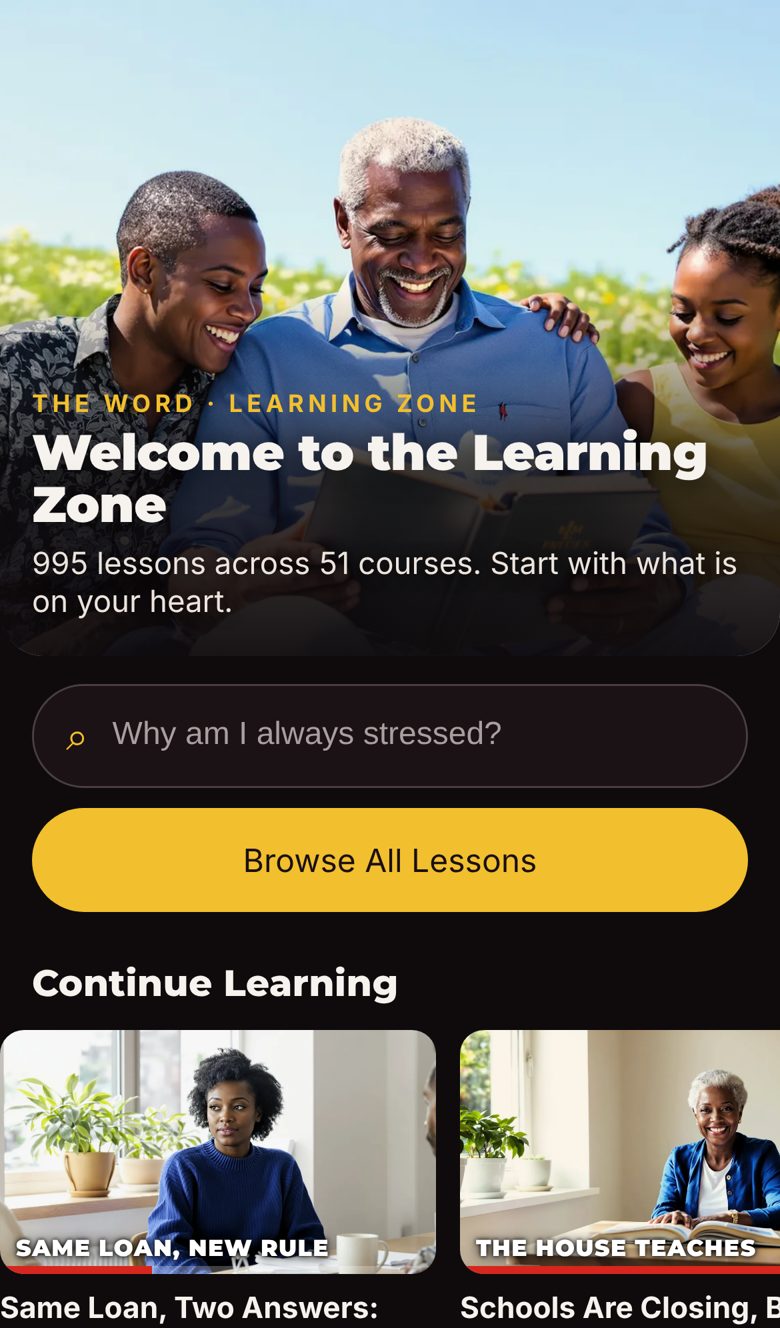 THE WORD · LEARNING ZONE
Welcome to the Learning
Zone
995 lessons across 51 courses. Start with what is
on your heart.
Why am I always stressed?
Browse All Lessons
Continue Learning
SAME LOAN, NEW RULE
THE HOUSE TEACHES
Same Loan, Two Answers:
Schools Are Closing, B